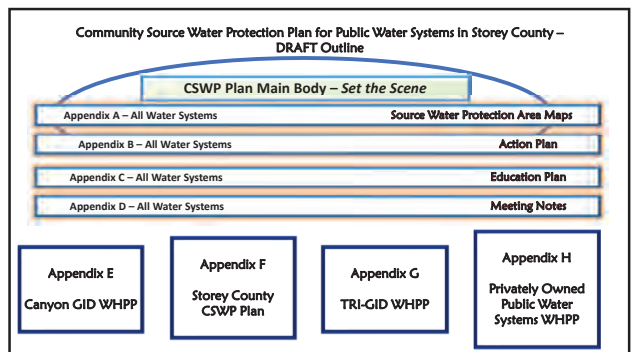 Community Source Water Protection Plan for Public Water Systems in Storey County –
DRAFT Outline
CSWP Plan Main Body – Set the Scene
Appendix A – All Water Systems Source Water Protection Area Maps
Appendix B – All Water Systems Action Plan
Appendix C – All Water Systems Education Plan
Appendix D – All Water Systems Meeting Notes
Appendix E
Canyon GID WHPP
Appendix F
Storey County
CSWP Plan
Appendix G
TRI-GID WHPP
Appendix H
Privately Owned
Public Water
Systems WHPP